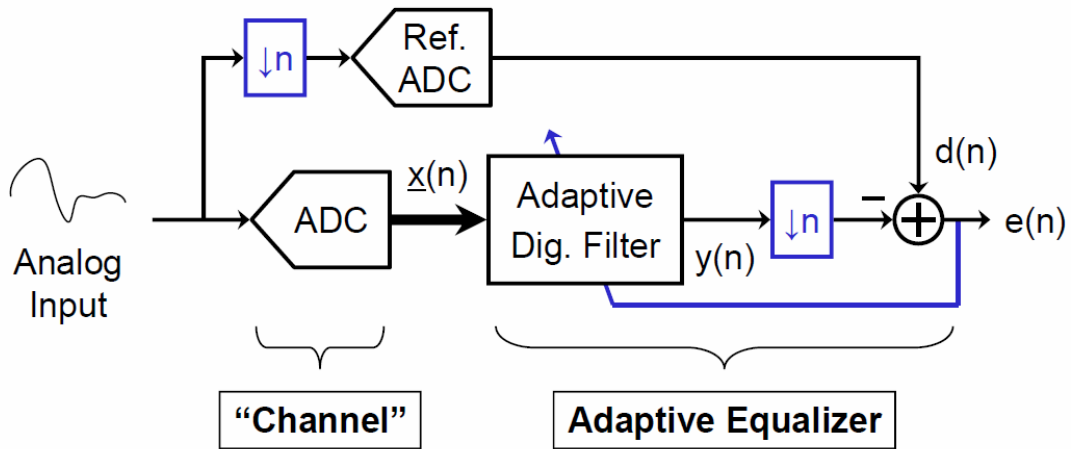 ↓n
Ref.
ADC
d(n)
Analog
Input
ADC
x(n)
Adaptive
Dig. Filter
y(n)
↓n
−
+
e(n)
“Channel”
Adaptive Equalizer